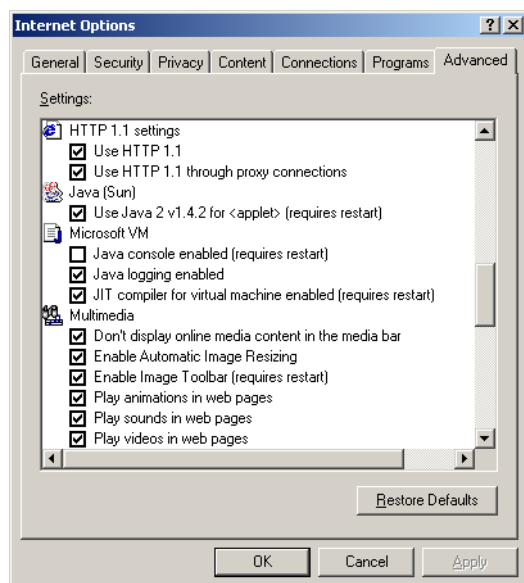 Internet Options
General Security Privacy Content Connections Programs Advanced
Settings:
HTTP 1.1 settings
Use HTTP 1.1
Use HTTP 1.1 through proxy connections
Java (Sun)
Use Java 2 v1.4.2 for <applet> (requires restart)
Microsoft VM
Java console enabled (requires restart)
Java logging enabled
JIT compiler for virtual machine enabled (requires restart)
Multimedia
Don't display online media content in the media bar
Enable Automatic Image Resizing
Enable Image Toolbar (requires restart)
Play animations in web pages
Play sounds in web pages
Play videos in web pages
Restore Defaults
OK Cancel Apply